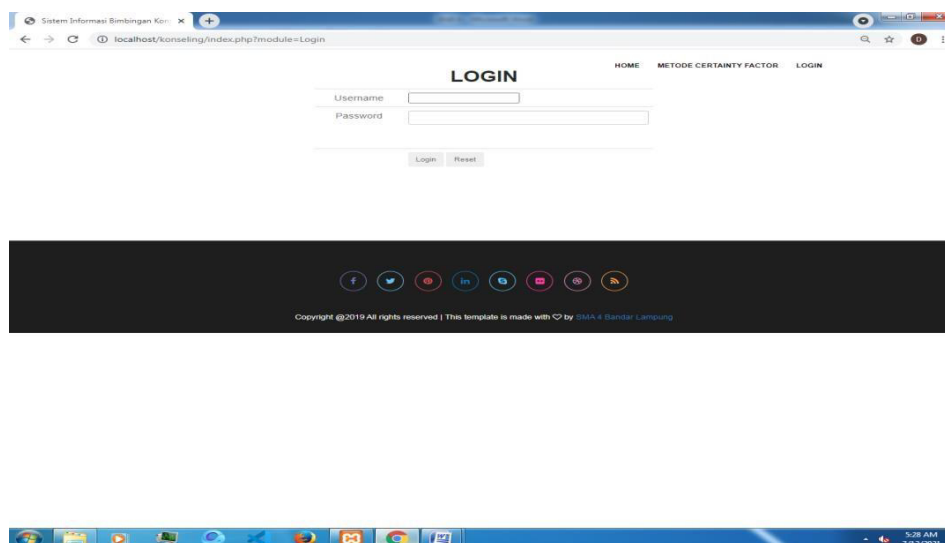 Sistem Informasi Bimbingan Kon
localhost/konseling/index.php?module=Login
D
HOME METODE CERTAINTY FACTOR LOGIN
LOGIN
Username
Password
Login Reset
Copyright @2019 All rights reserved | This template is made with ♡ by SMA 4 Bandar Lampung
5:28 AM